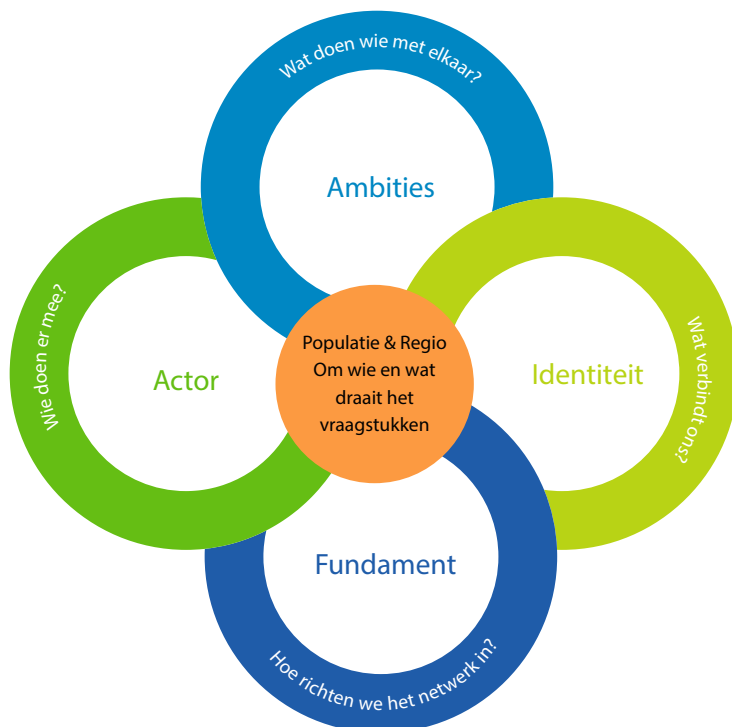 Wat doen wie met elkaar?
Ambities
Wie doen er mee?
Actor
Populatie & Regio
Om wie en wat
draait het
vraagstukken
Identiteit
Wat verbindt ons?
Fundament
Hoe richten we het netwerk in?